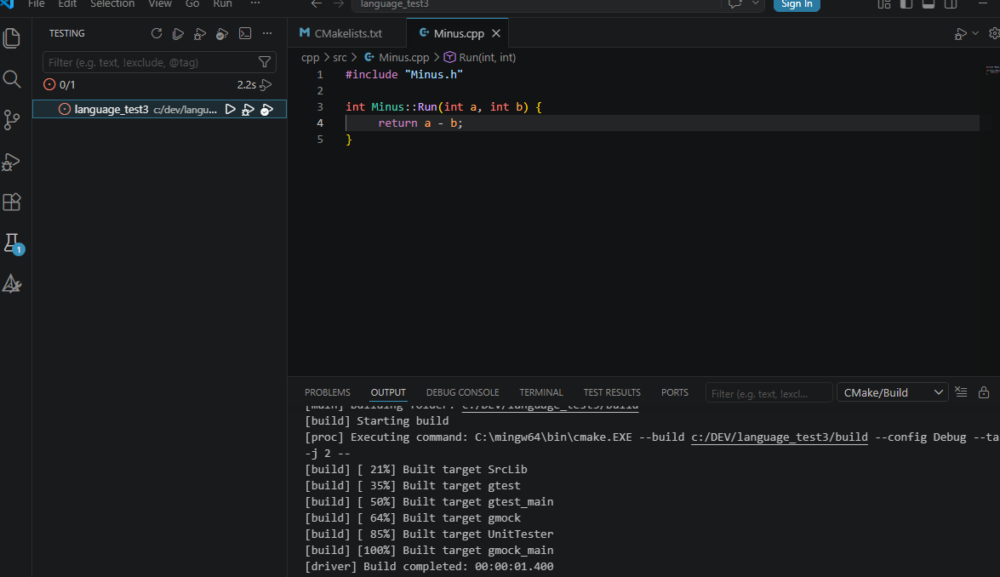 File Edit Selection View Go Run ···
language_test3
Sign In
TESTING
Filter (e.g. text, !exclude, @tag)
0/1 2.2s
language_test3 c:/dev/langu...
1
CMakelists.txt
Minus.cpp
cpp > src > Minus.cpp > Run(int, int)
1 #include "Minus.h"
2
3 int Minus::Run(int a, int b) {
4 return a - b;
5 }
PROBLEMS OUTPUT DEBUG CONSOLE TERMINAL TEST RESULTS PORTS
Filter (e.g. text, !excl...
CMake/Build
[main] Building folder: c:/DEV/language_test3/build
[build] Starting build
[proc] Executing command: C:\mingw64\bin\cmake.EXE --build c:/DEV/language_test3/build --config Debug --ta
-j 2 --
[build] [ 21%] Built target SrcLib
[build] [ 35%] Built target gtest
[build] [ 50%] Built target gtest_main
[build] [ 64%] Built target gmock
[build] [ 85%] Built target UnitTester
[build] [100%] Built target gmock_main
[driver] Build completed: 00:00:01.400